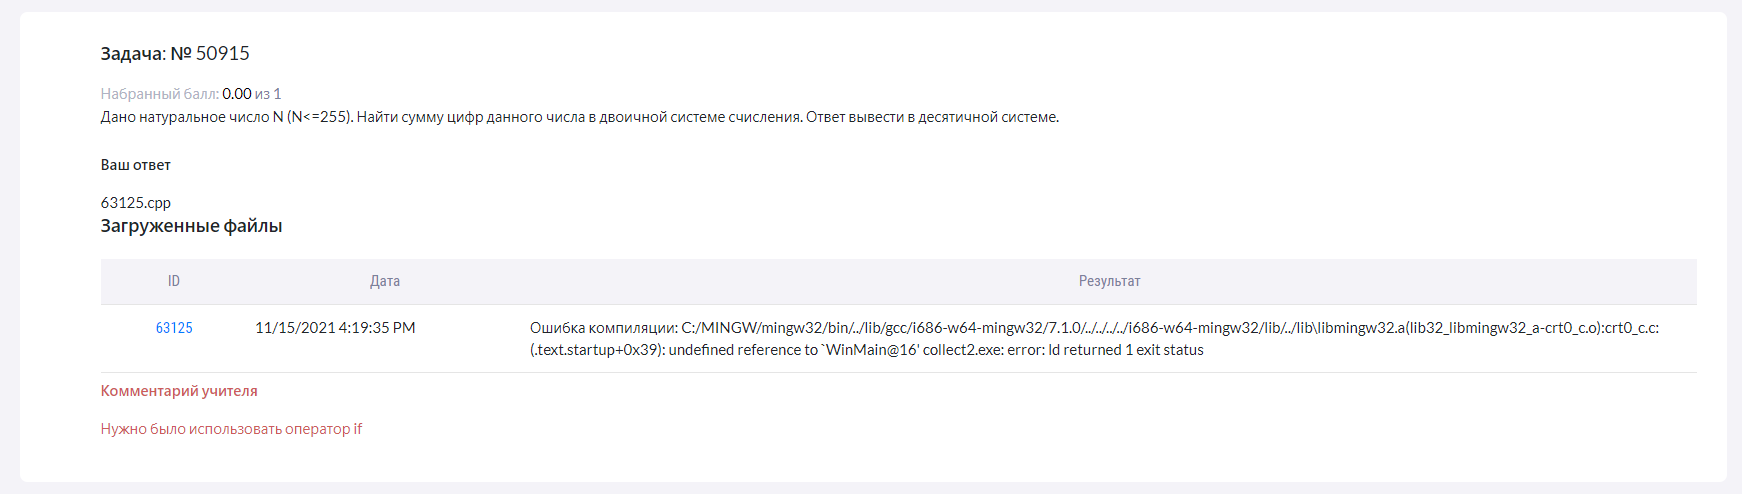 Задача: № 50915
Набранный балл: 0.00 из 1
Дано натуральное число N (N<=255). Найти сумму цифр данного числа в двоичной системе счисления. Ответ вывести в десятичной системе.
Ваш ответ
63125.cpp
Загруженные файлы
ID Дата Результат
63125 11/15/2021 4:19:35 PM Ошибка компиляции: C:/MINGW/mingw32/bin/../lib/gcc/i686-w64-mingw32/7.1.0/../../../../i686-w64-mingw32/lib/../lib\libmingw32.a(lib32_libmingw32_a-crt0_c.o):crt0_c.c:
(.text.startup+0x39): undefined reference to `WinMain@16' collect2.exe: error: ld returned 1 exit status
Комментарий учителя
Нужно было использовать оператор if